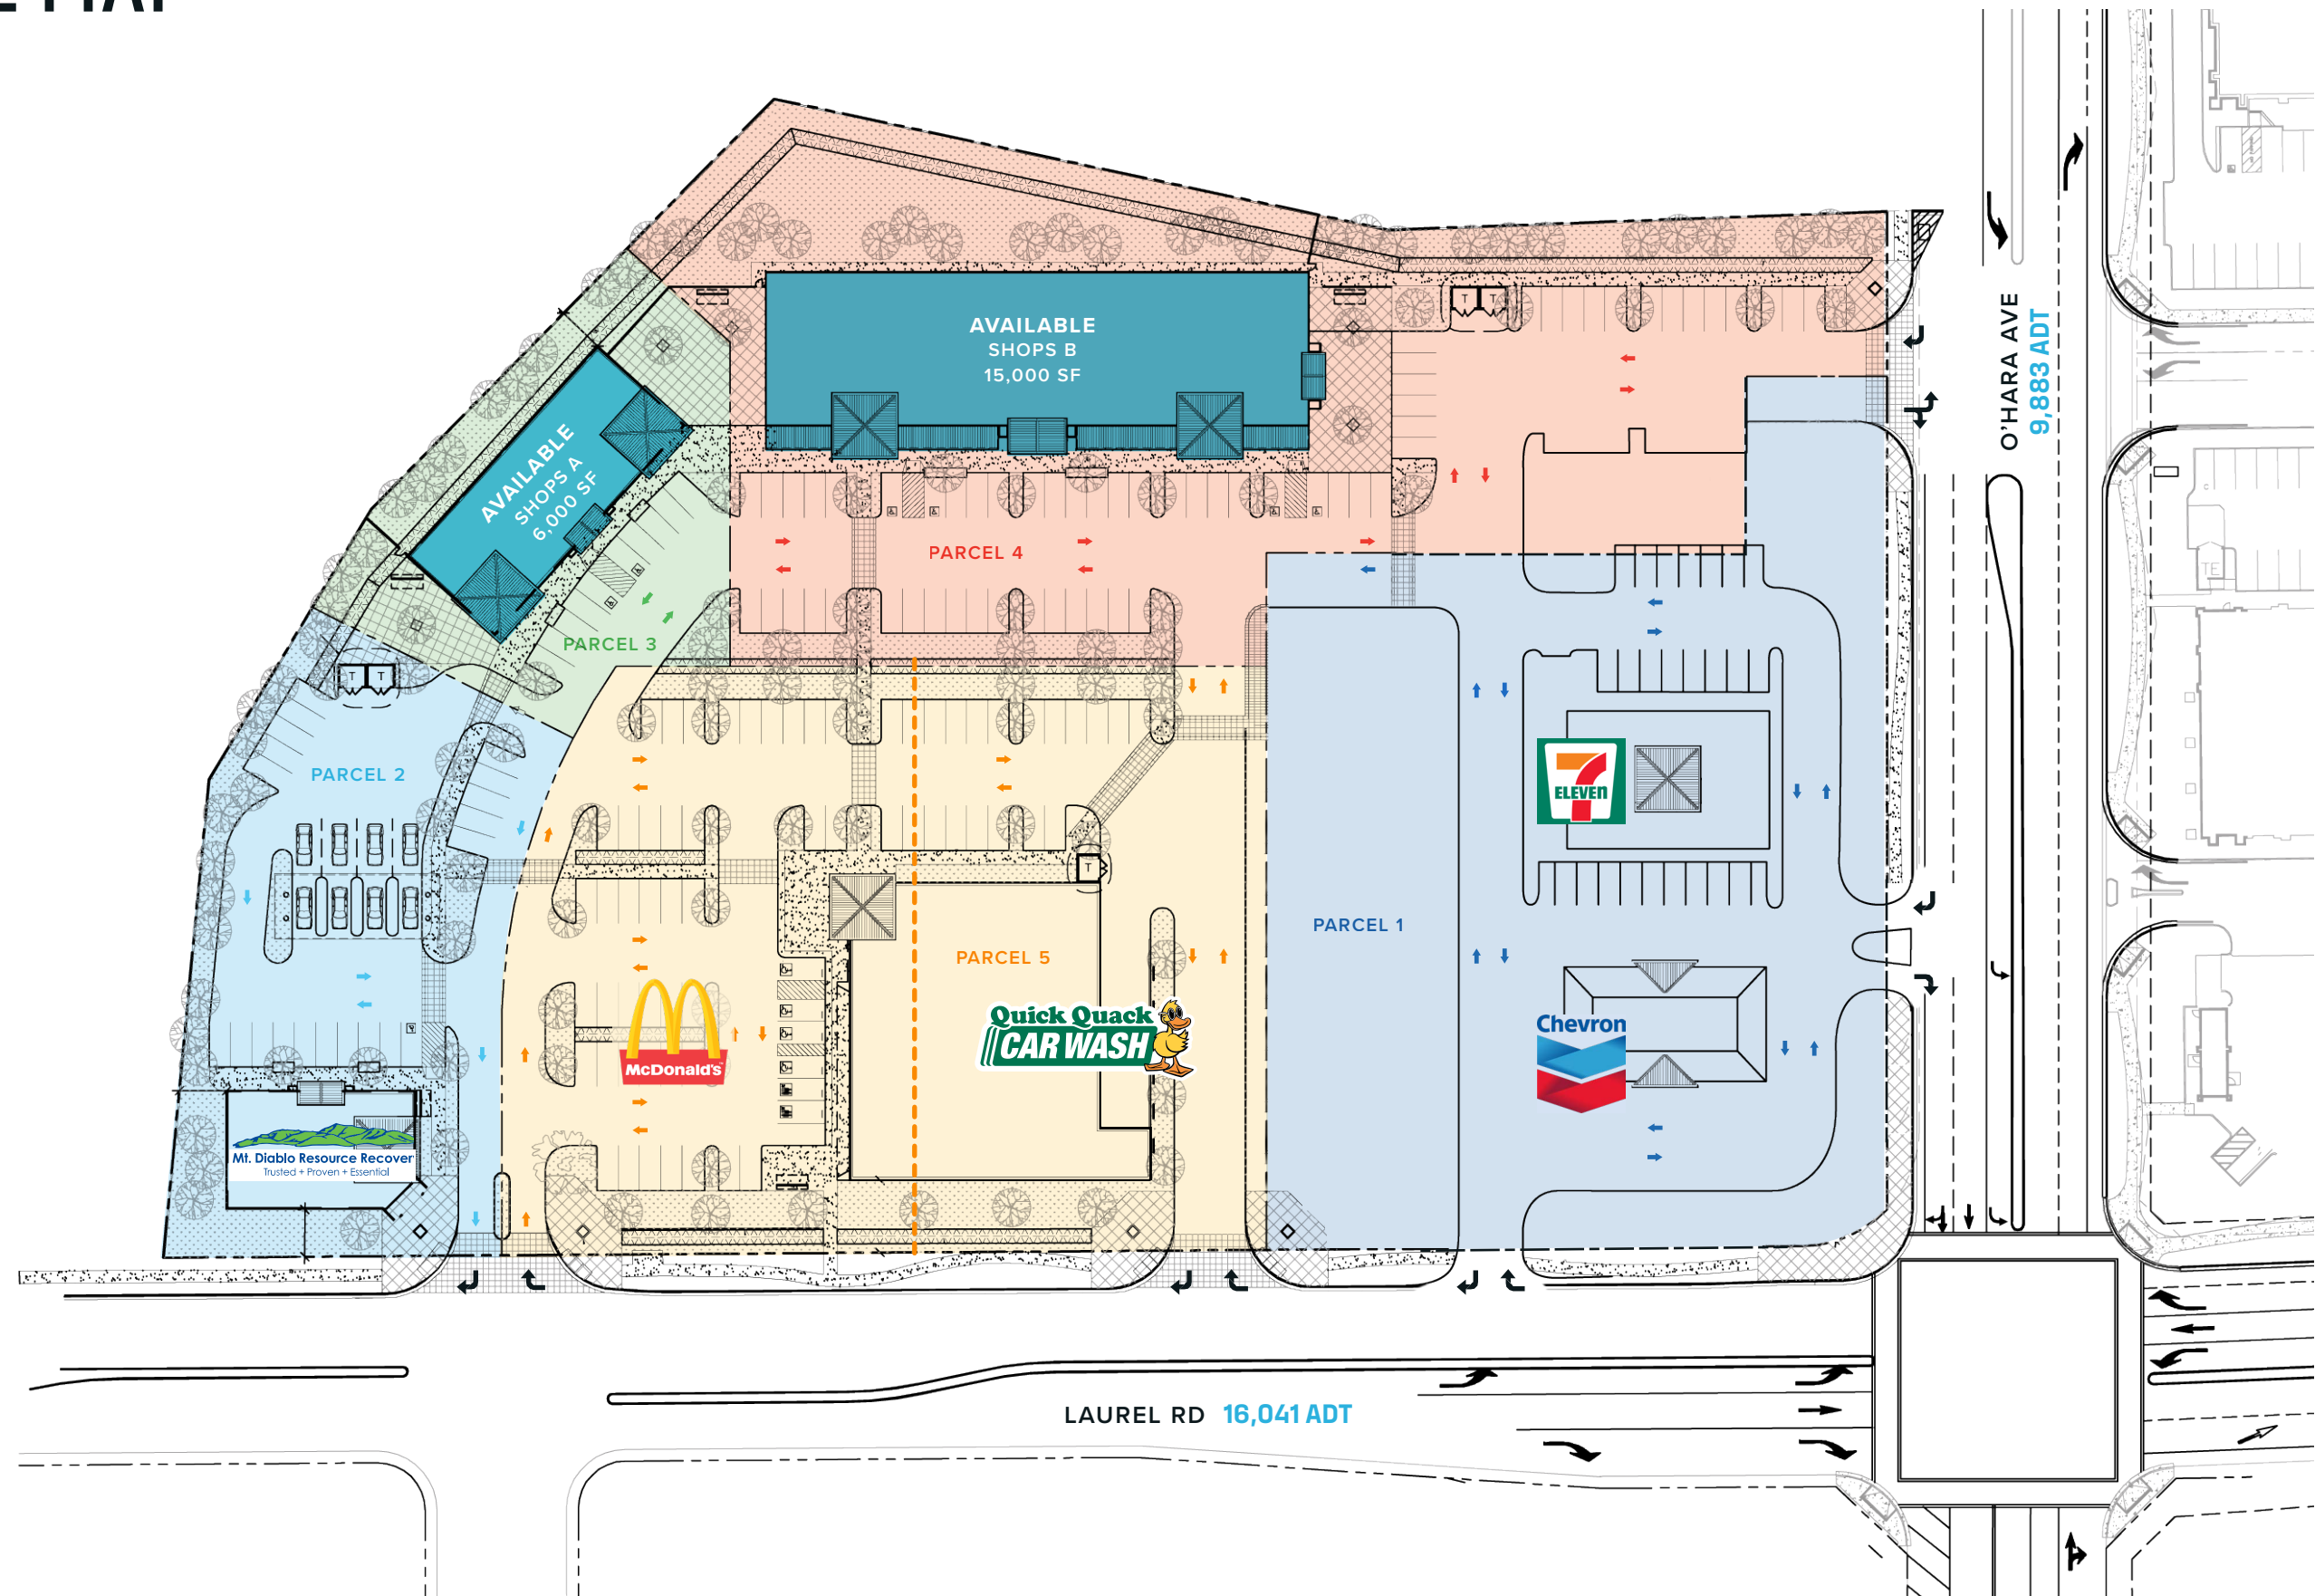 AVAILABLE
SHOPS B
15,000 SF
AVAILABLE
SHOPS A
6,000 SF
O'HARA AVE
9,883 ADT
T T
PARCEL 4
PARCEL 3
TE
T T
PARCEL 2
7
ELEVEN
T
PARCEL 1
PARCEL 5
McDonald's
Quick Quack
CAR WASH
Chevron
Mt. Diablo Resource Recover
Trusted + Proven + Essential
LAUREL RD 16,041 ADT